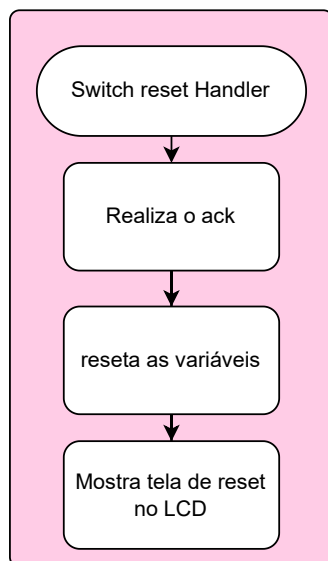 Switch reset Handler
Realiza o ack
reseta as variáveis
Mostra tela de reset
no LCD